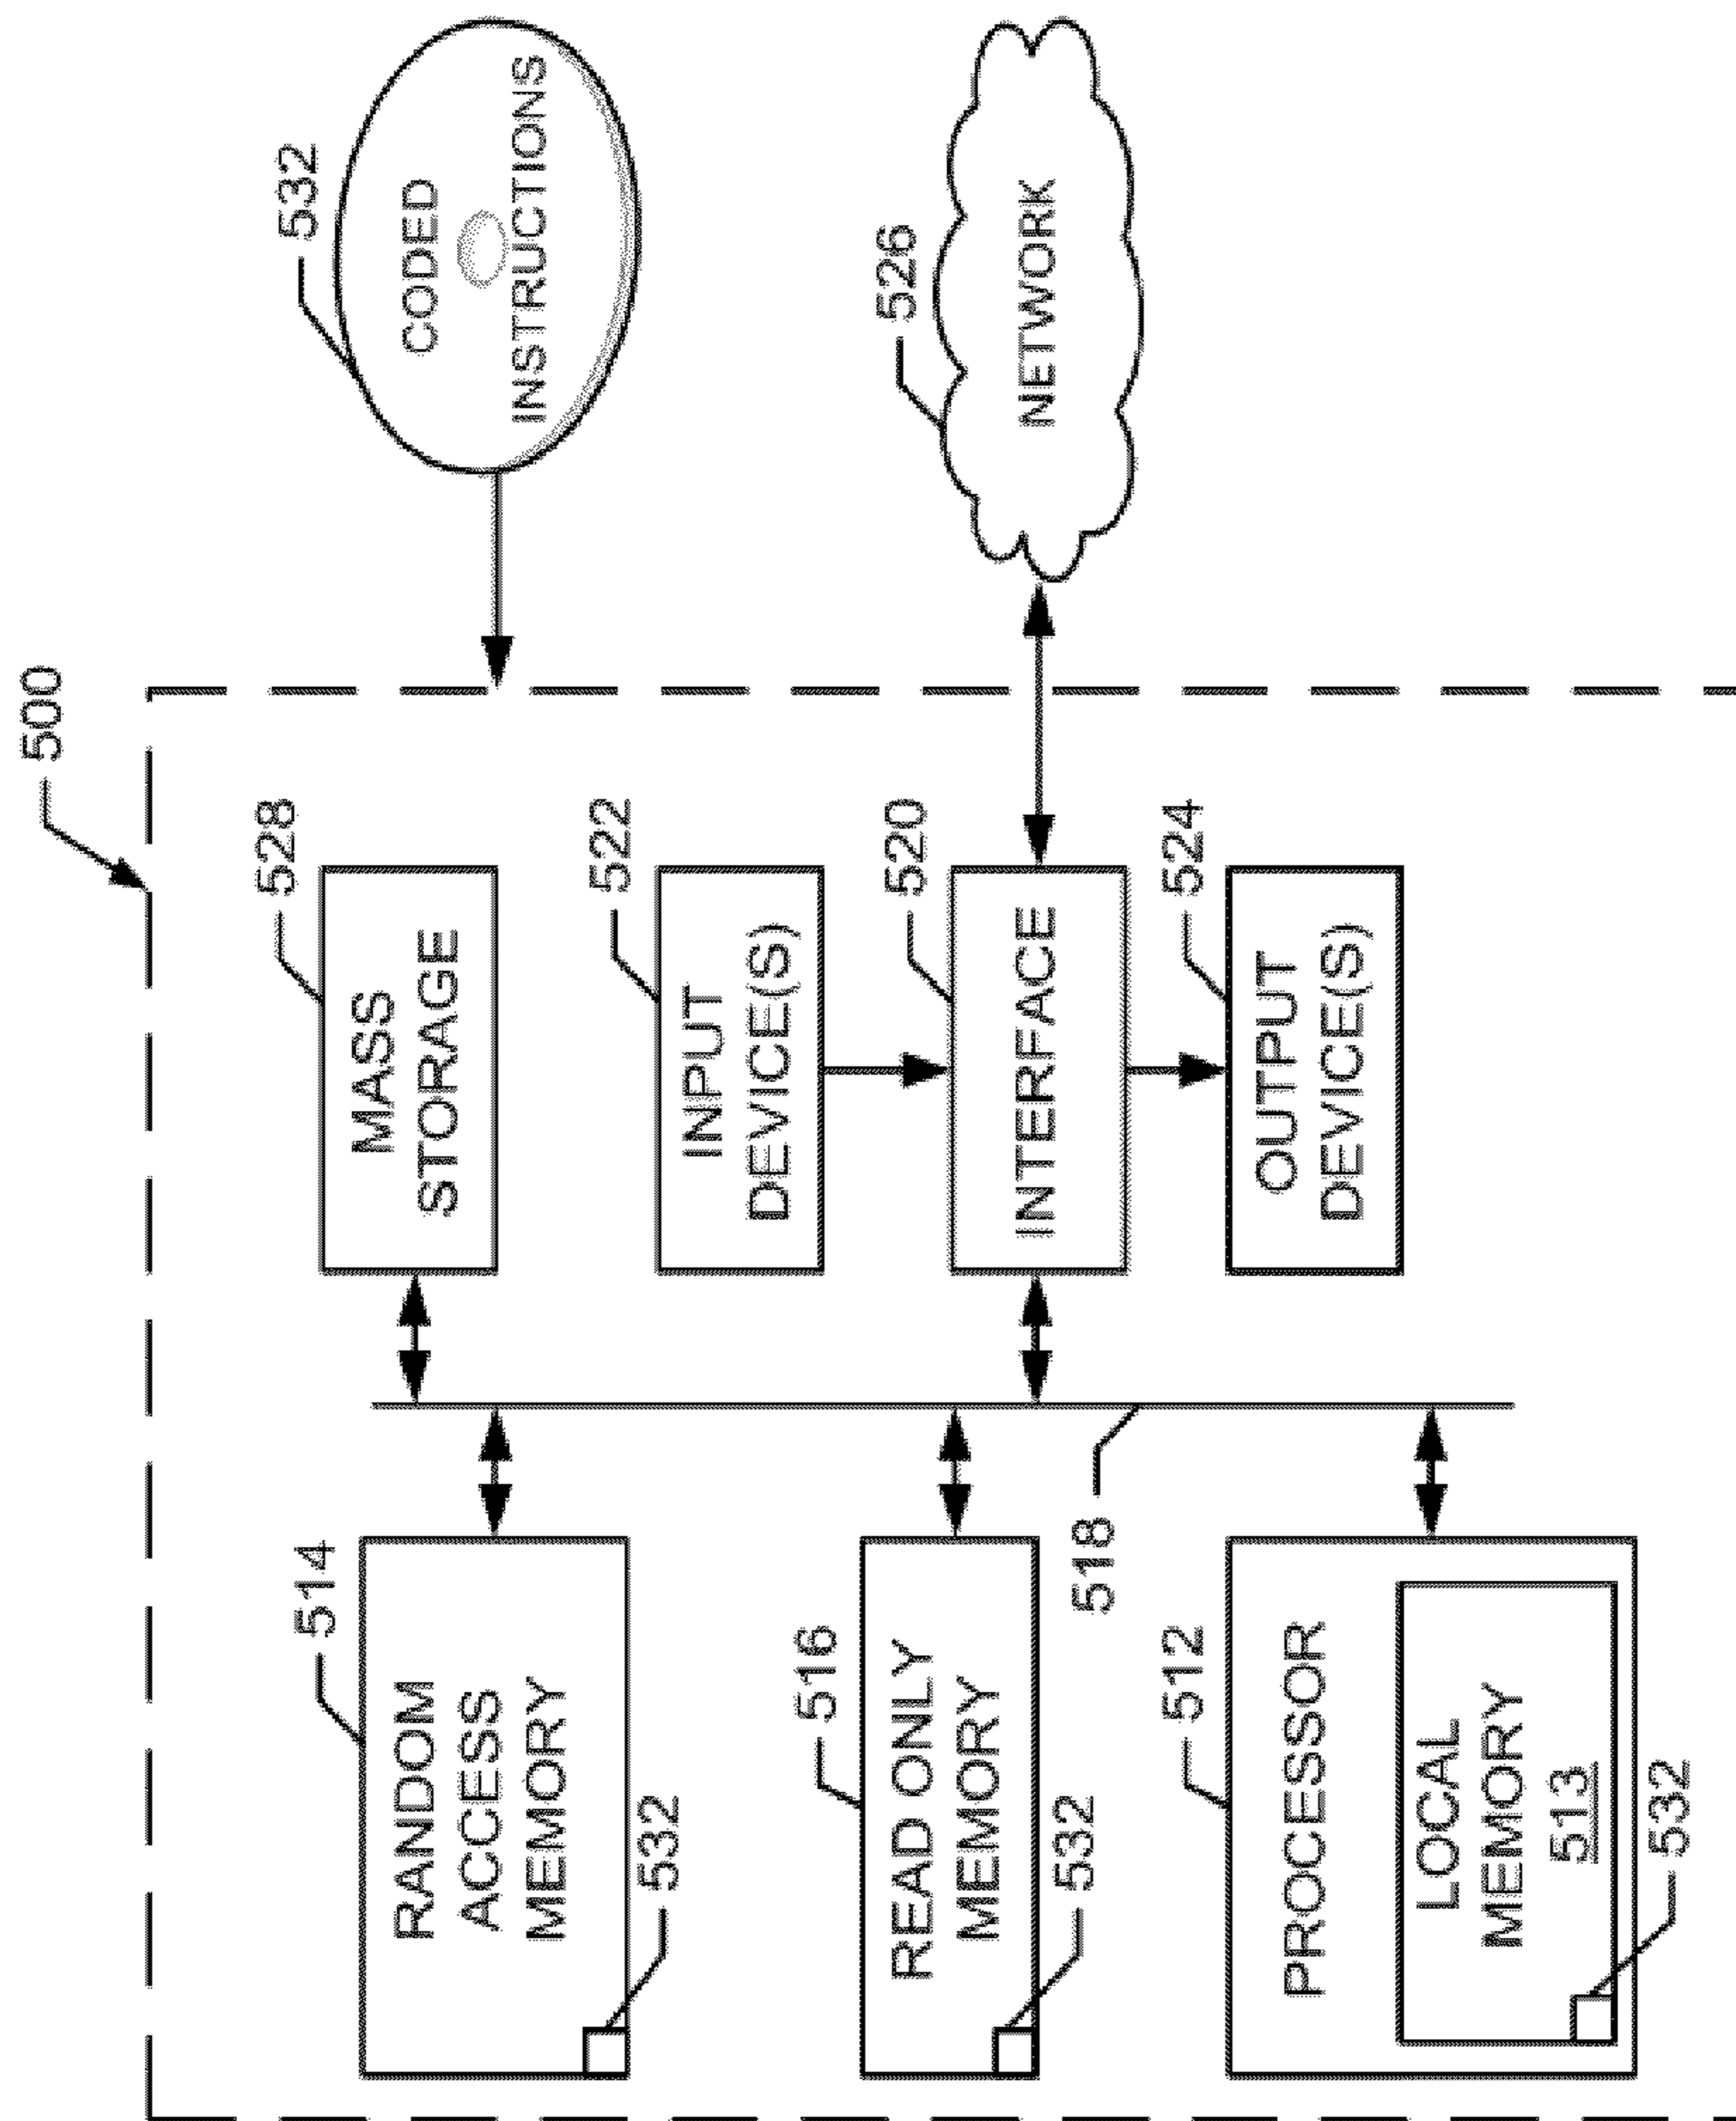 500
514
RANDOM
ACCESS
MEMORY
532
528
MASS
STORAGE
532
CODED
INSTRUCTIONS
516
READ ONLY
MEMORY
532
522
INPUT
DEVICE(S)
520
INTERFACE
526
NETWORK
518
512
PROCESSOR
LOCAL
MEMORY
513
532
524
OUTPUT
DEVICE(S)